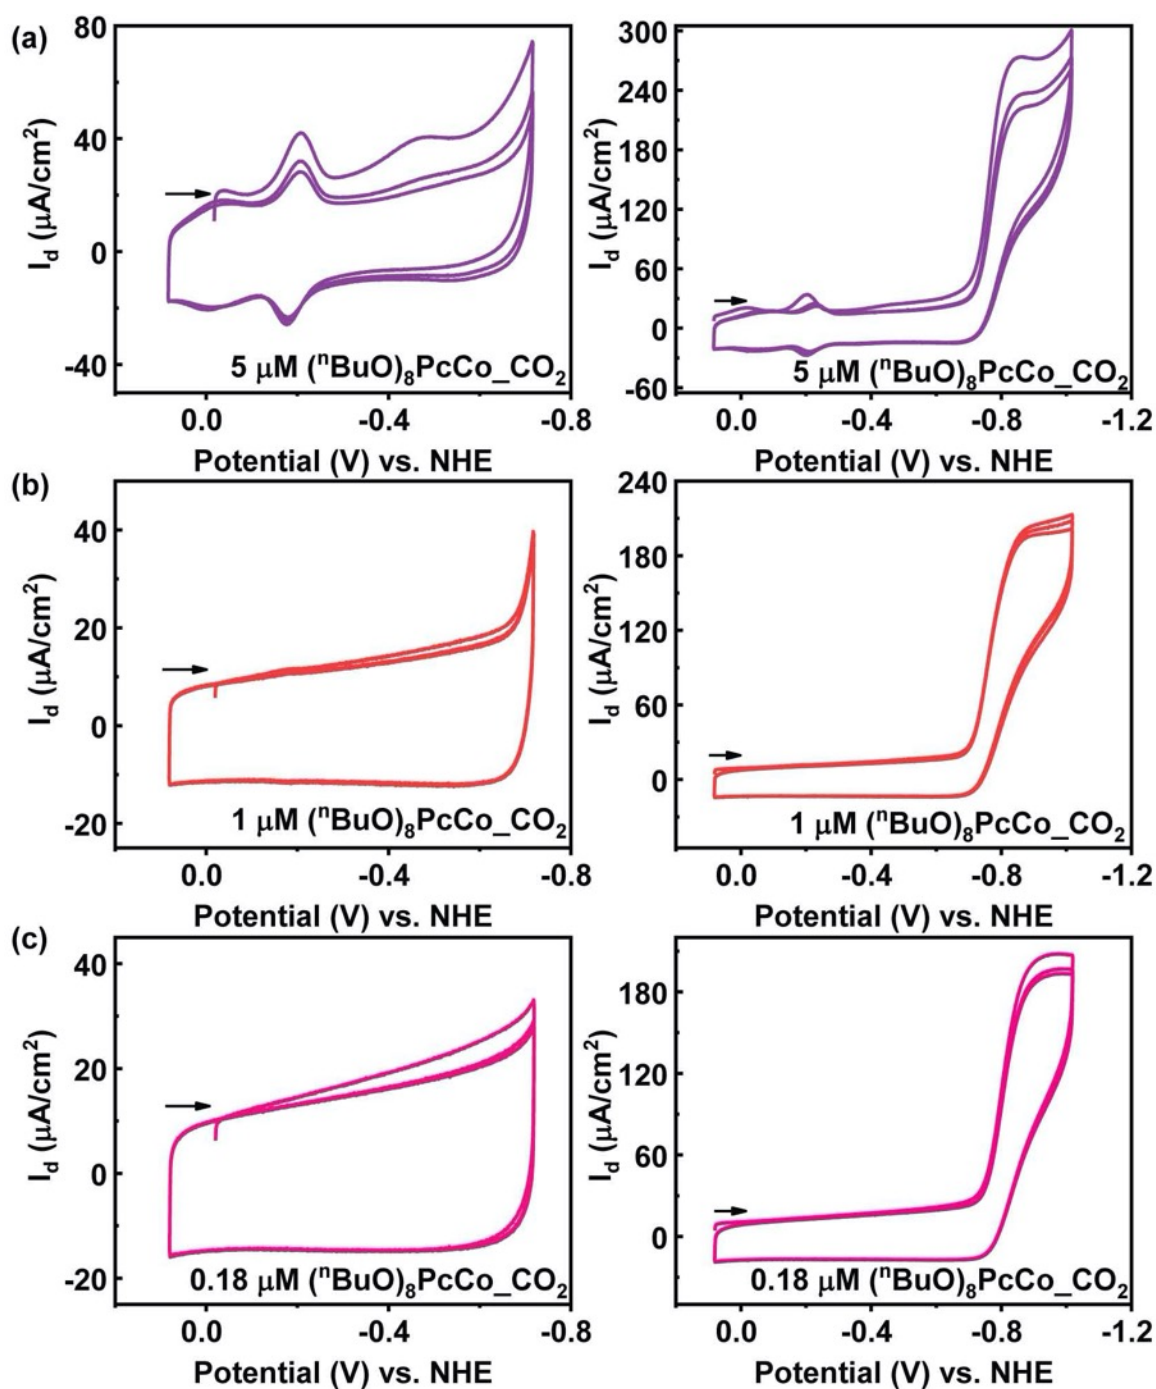 (a)
80
40
0
-40
I_d (μA/cm²)
5 μM (ⁿBuO)₈PcCo_CO₂
0.0 -0.4 -0.8
Potential (V) vs. NHE
300
240
180
120
60
0
-60
I_d (μA/cm²)
5 μM (ⁿBuO)₈PcCo_CO₂
0.0 -0.4 -0.8 -1.2
Potential (V) vs. NHE
(b)
40
20
0
-20
I_d (μA/cm²)
1 μM (ⁿBuO)₈PcCo_CO₂
0.0 -0.4 -0.8
Potential (V) vs. NHE
240
180
120
60
0
I_d (μA/cm²)
1 μM (ⁿBuO)₈PcCo_CO₂
0.0 -0.4 -0.8 -1.2
Potential (V) vs. NHE
(c)
40
20
0
-20
I_d (μA/cm²)
0.18 μM (ⁿBuO)₈PcCo_CO₂
0.0 -0.4 -0.8
Potential (V) vs. NHE
180
120
60
0
I_d (μA/cm²)
0.18 μM (ⁿBuO)₈PcCo_CO₂
0.0 -0.4 -0.8 -1.2
Potential (V) vs. NHE